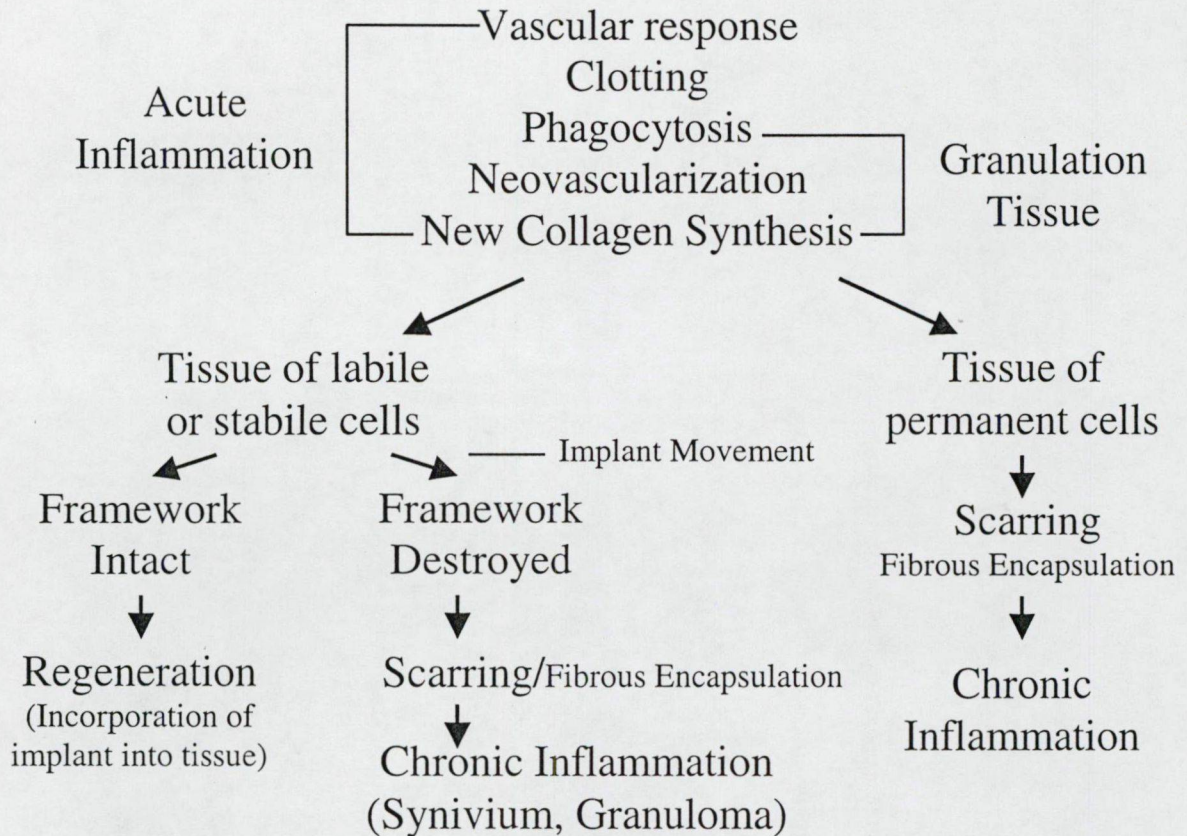 Vascular response
Clotting
Phagocytosis
Neovascularization
New Collagen Synthesis
Acute
Inflammation
Granulation
Tissue
Tissue of labile
or stabile cells
Tissue of
permanent cells
Implant Movement
Framework
Intact
Framework
Destroyed
Scarring
Fibrous Encapsulation
Regeneration
(Incorporation of
implant into tissue)
Scarring/Fibrous Encapsulation
Chronic Inflammation
(Synivium, Granuloma)
Chronic
Inflammation